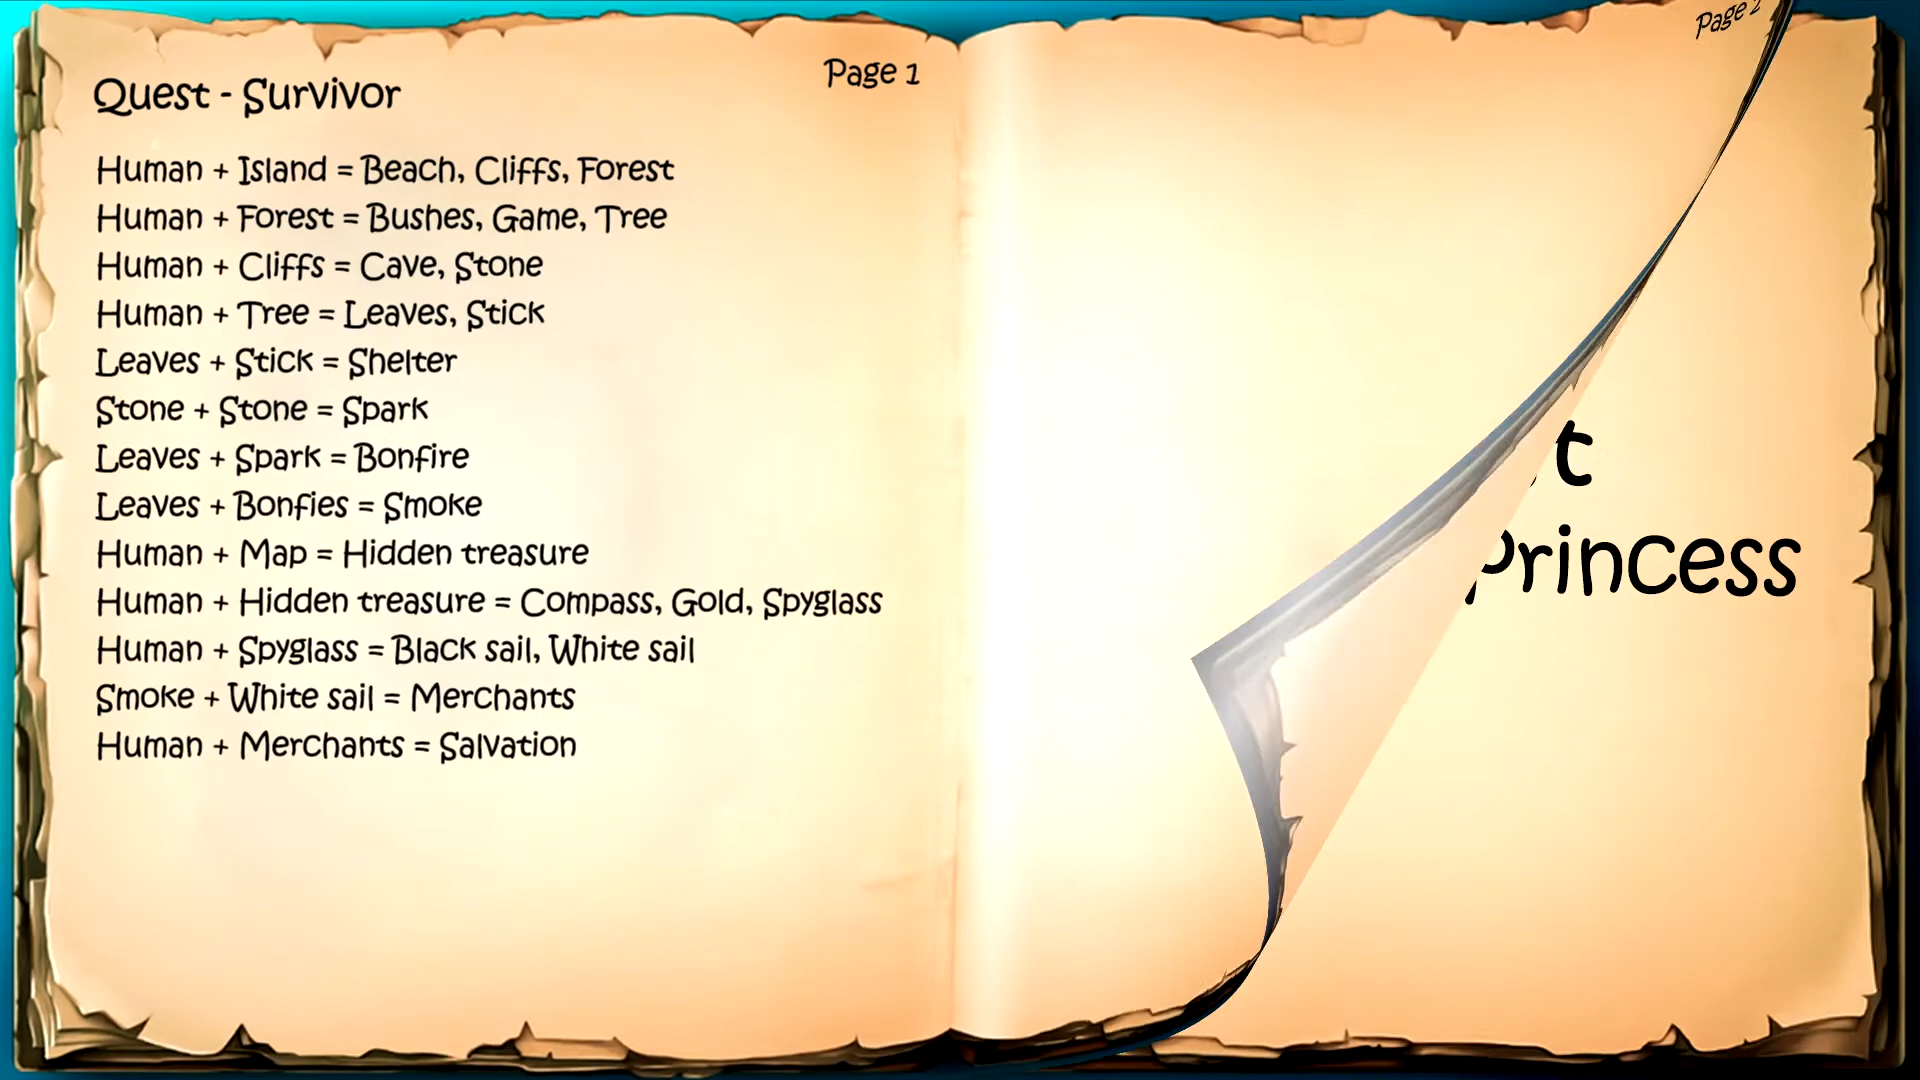 Page 1
Quest - Survivor
Human + Island = Beach, Cliffs, Forest
Human + Forest = Bushes, Game, Tree
Human + Cliffs = Cave, Stone
Human + Tree = Leaves, Stick
Leaves + Stick = Shelter
Stone + Stone = Spark
Leaves + Spark = Bonfire
Leaves + Bonfies = Smoke
Human + Map = Hidden treasure
Human + Hidden treasure = Compass, Gold, Spyglass
Human + Spyglass = Black sail, White sail
Smoke + White sail = Merchants
Human + Merchants = Salvation
Page 2
Princess